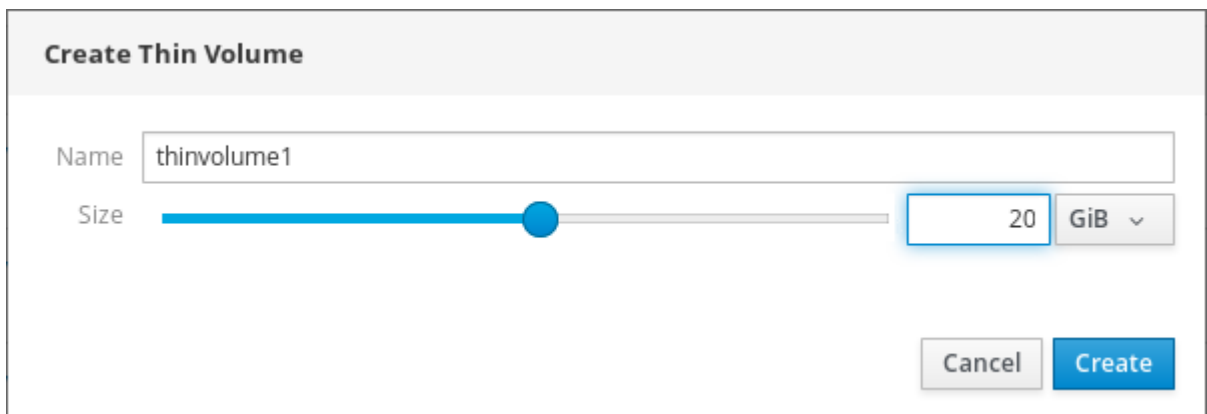 Create Thin Volume
Name thinvolume1
Size 20 GiB
Cancel Create